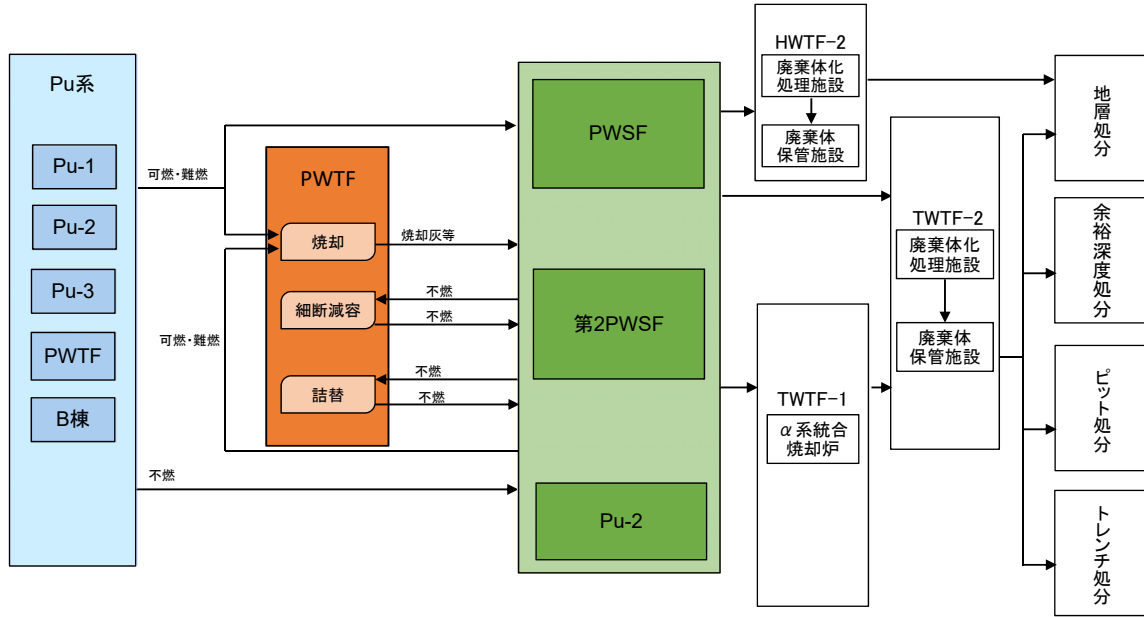 Pu系
Pu-1
Pu-2
Pu-3
PWTF
B棟
可燃・難燃
可燃・難燃
不燃
PWTF
焼却
細断減容
詰替
焼却灰等
不燃
不燃
不燃
不燃
PWSF
第2PWSF
Pu-2
HWTF-2
廃棄体化
処理施設
廃棄体
保管施設
TWTF-1
α系統合
焼却炉
TWTF-2
廃棄体化
処理施設
廃棄体
保管施設
地層処分
余裕深度処分
ピット処分
トレンチ処分